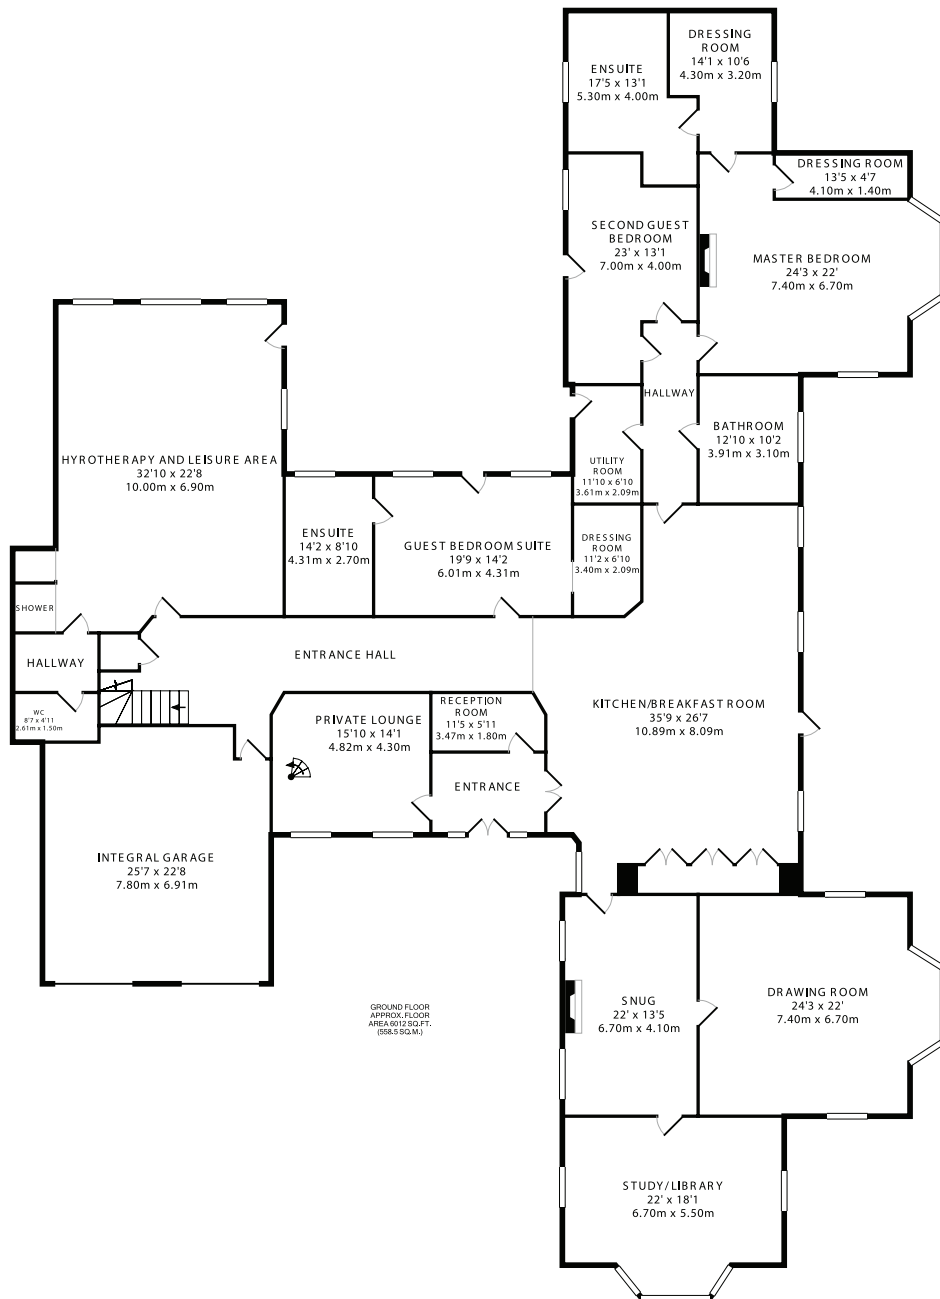 DRESSING
ROOM
14'1 x 10'6
4.30m x 3.20m
ENSUITE
17'5 x 13'1
5.30m x 4.00m
DRESSING ROOM
13'5 x 4'7
4.10m x 1.40m
SECOND GUEST
BEDROOM
23' x 13'1
7.00m x 4.00m
MASTER BEDROOM
24'3 x 22'
7.40m x 6.70m
HALLWAY
BATHROOM
12'10 x 10'2
3.91m x 3.10m
UTILITY
ROOM
11'10 x 6'10
3.61m x 2.09m
HYROTHERAPY AND LEISURE AREA
32'10 x 22'8
10.00m x 6.90m
ENSUITE
14'2 x 8'10
4.31m x 2.70m
GUEST BEDROOM SUITE
19'9 x 14'2
6.01m x 4.31m
DRESSING
ROOM
11'2 x 6'10
3.40m x 2.09m
SHOWER
HALLWAY
ENTRANCE HALL
WC
8'7 x 4'11
2.61m x 1.50m
PRIVATE LOUNGE
15'10 x 14'1
4.82m x 4.30m
RECEPTION
ROOM
11'5 x 5'11
3.47m x 1.80m
KITCHEN/BREAKFAST ROOM
35'9 x 26'7
10.89m x 8.09m
ENTRANCE
INTEGRAL GARAGE
25'7 x 22'8
7.80m x 6.91m
GROUND FLOOR
APPROX. FLOOR
AREA 6012 SQ.FT.
(558.5 SQ.M.)
SNUG
22' x 13'5
6.70m x 4.10m
DRAWING ROOM
24'3 x 22'
7.40m x 6.70m
STUDY/LIBRARY
22' x 18'1
6.70m x 5.50m